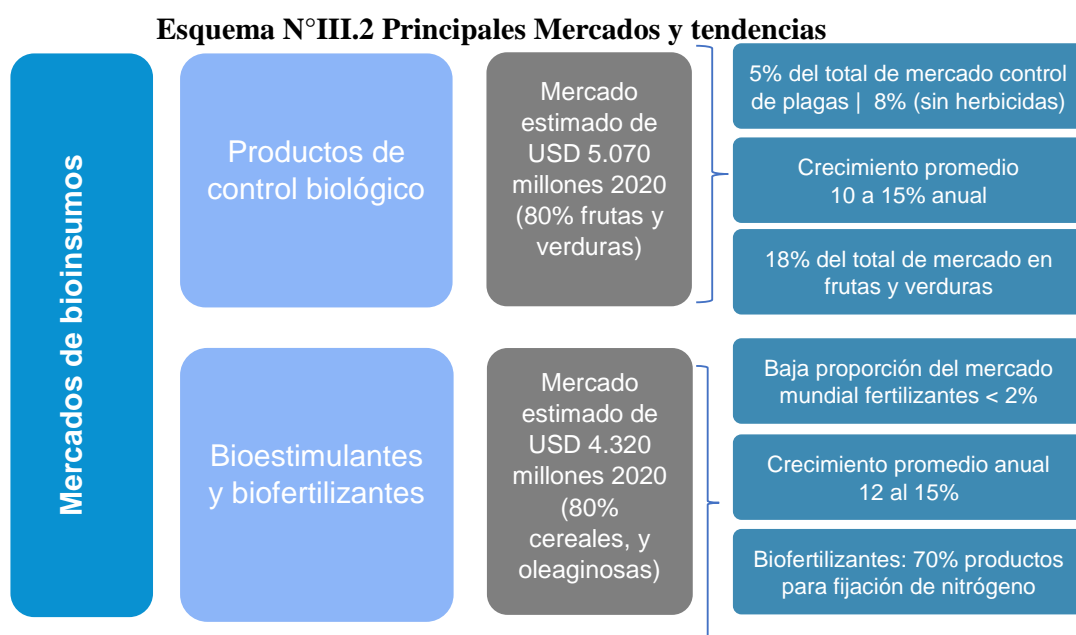 Esquema N°III.2 Principales Mercados y tendencias
Mercados de bioinsumos
Productos de
control biológico
Mercado
estimado de
USD 5.070
millones 2020
(80% frutas y
verduras)
5% del total de mercado control
de plagas | 8% (sin herbicidas)
Crecimiento promedio
10 a 15% anual
18% del total de mercado en
frutas y verduras
Bioestimulantes
y biofertilizantes
Mercado
estimado de
USD 4.320
millones 2020
(80%
cereales, y
oleaginosas)
Baja proporción del mercado
mundial fertilizantes < 2%
Crecimiento promedio anual
12 al 15%
Biofertilizantes: 70% productos
para fijación de nitrógeno